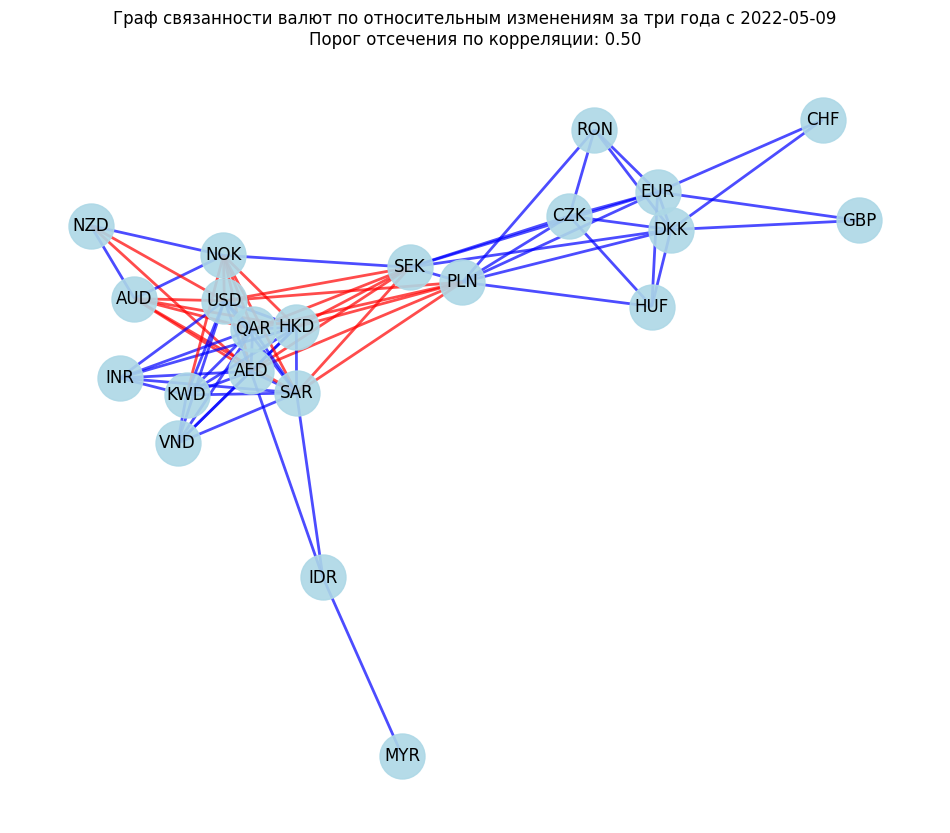 Граф связанности валют по относительным изменениям за три года с 2022-05-09
Порог отсечения по корреляции: 0.50
CHF
RON
EUR
CZK
GBP
DKK
NZD
NOK
SEK
PLN
AUD
USD
HUF
QAR
HKD
INR
AED
KWD
SAR
VND
IDR
MYR